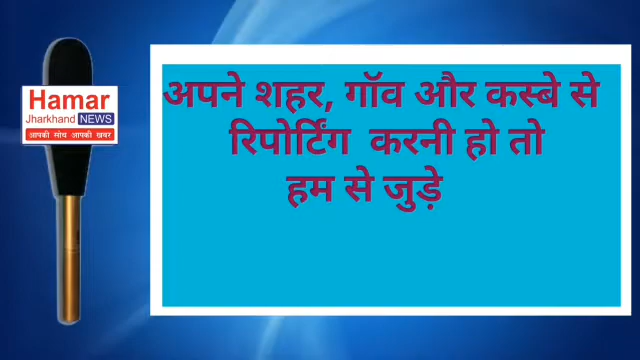 Hamar
Jharkhand NEWS
आपकी सोच आपकी खबर
अपने शहर, गॉव और कस्बे से
रिपोर्टिंग करनी हो तो
हम से जुड़े